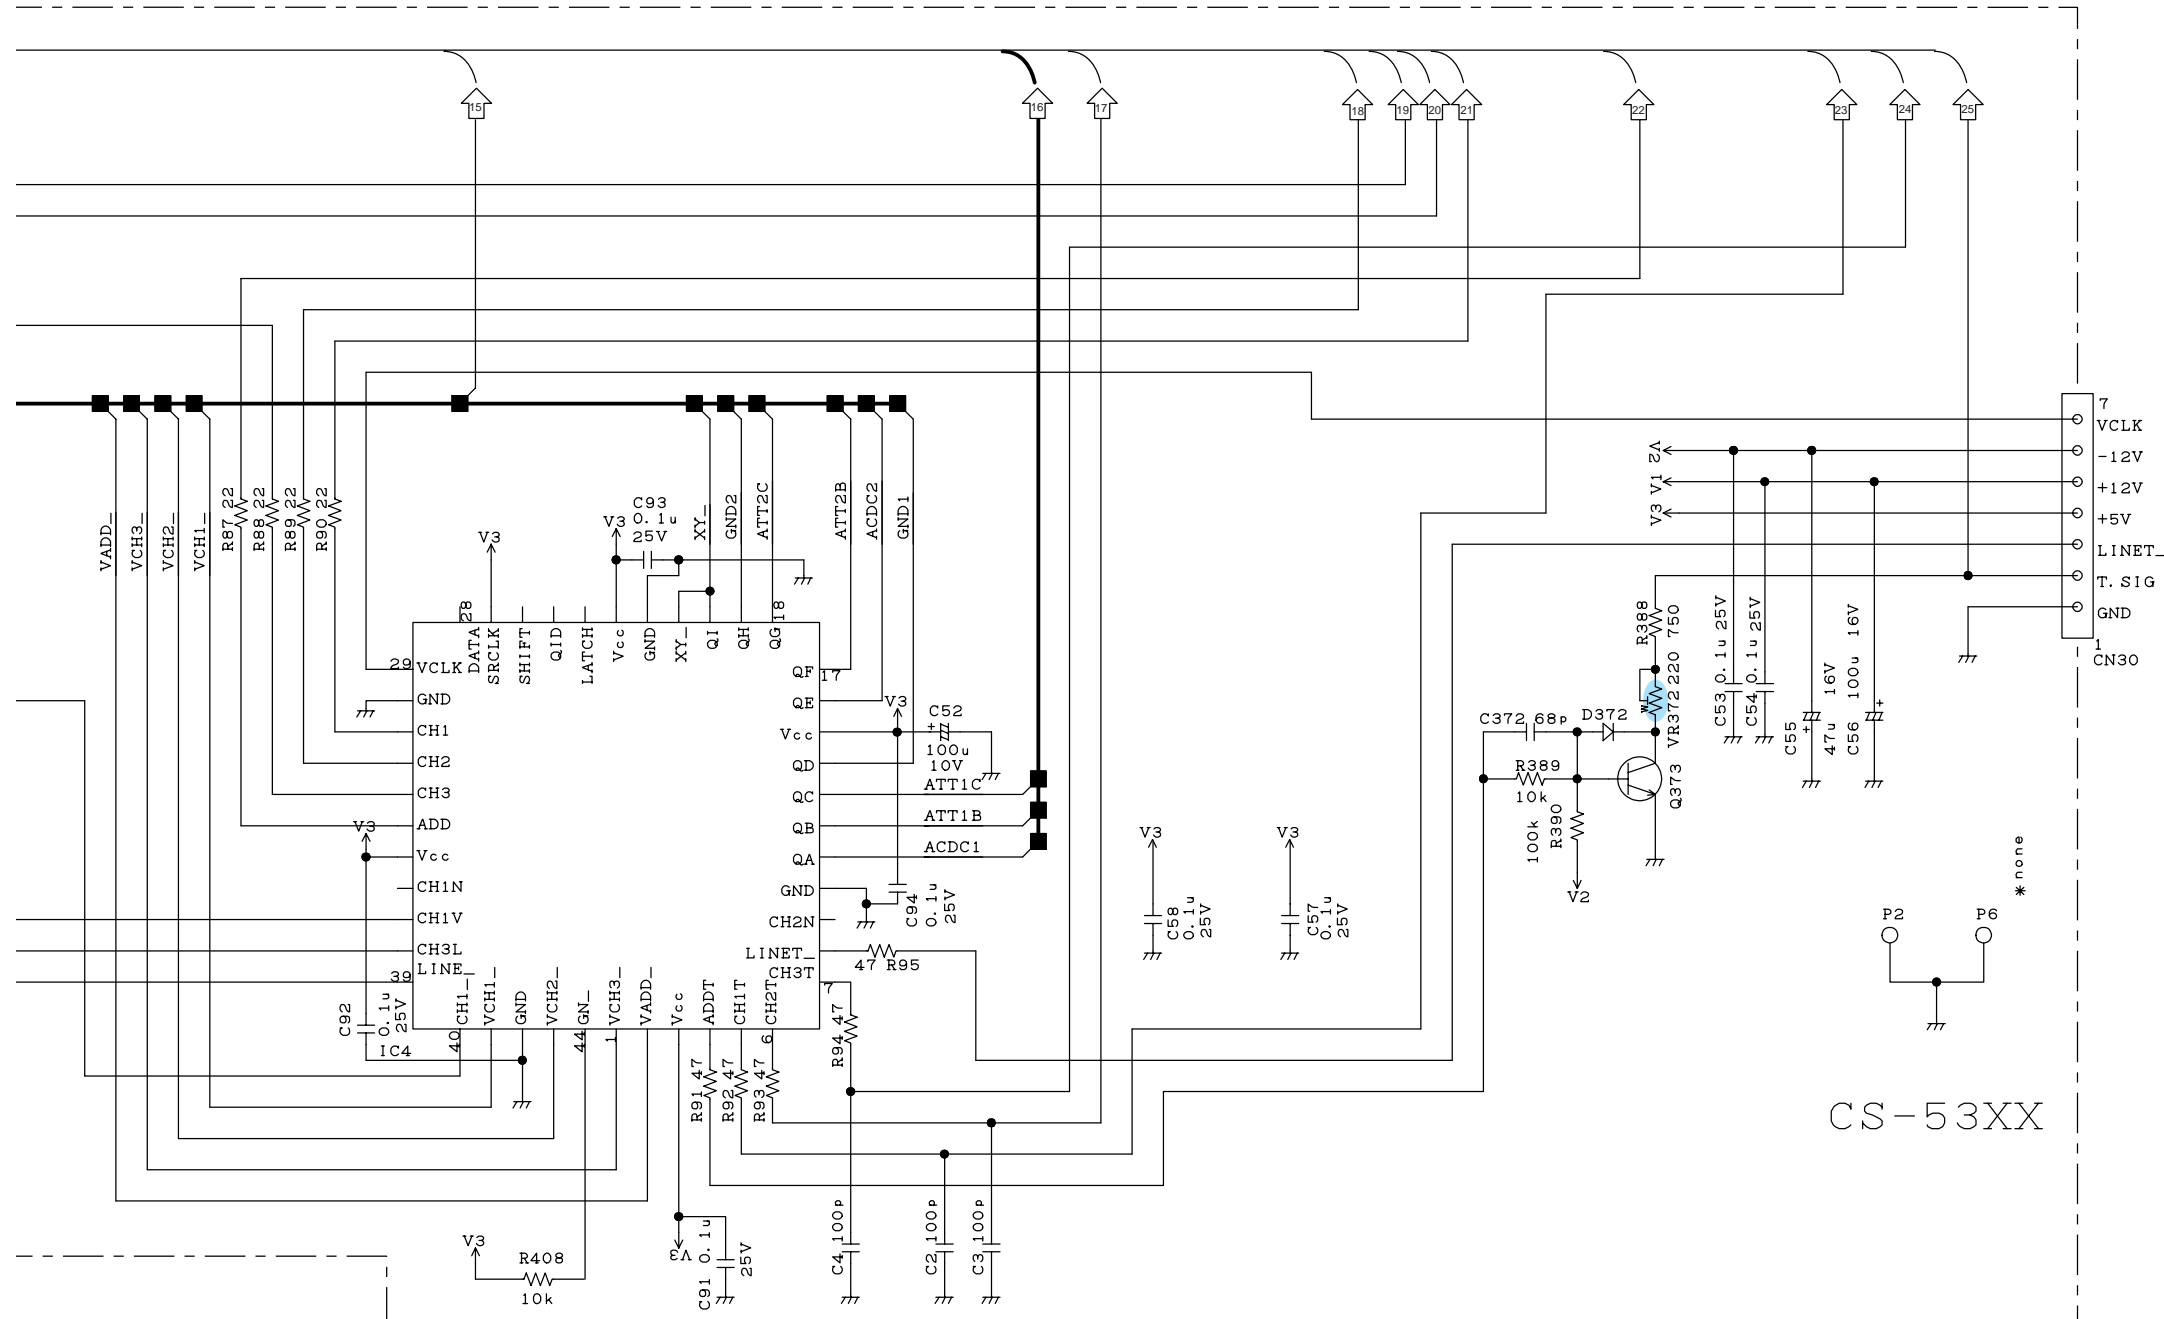 15
16
17
18
19
20
21
22
23
24
25
7
VCLK
-12V
+12V
+5V
LINET_
T.SIG
GND
1
CN30
V2
V1
V3
VADD_
VCH3_
VCH2_
VCH1_
R87 22
R88 22
R89 22
R90 22
V3
V3
C93
0.1u
25V
XY_
GND2
ATT2C
ATT2B
ACDC2
GND1
28
DATA
SRCLK
SHIFT
QID
LATCH
Vcc
GND
XY_
QI
QH
QG
18
29
VCLK
GND
CH1
CH2
CH3
ADD
V3
Vcc
CH1N
CH1V
CH3L
LINE_
39
QF
17
QE
Vcc
QD
QC
QB
QA
GND
CH2N
LINET_
CH3T
7
V3
C52
100u
10V
ATT1C
ATT1B
ACDC1
C94
0.1u
25V
47 R95
CH1_
VCH1_
GND
VCH2_
GN_
VCH3_
VADD_
Vcc
ADDT
CH1T
CH2T
40
44
1
6
IC4
C92
0.1u
25V
R94 47
R91 47
R92 47
R93 47
V3
R408
10k
V3
C91 0.1u
25V
C4 100p
C2 100p
C3 100p
V3
C58
0.1u
25V
V3
C57
0.1u
25V
R388
750
VR372 220
C372 68p
D372
R389
10k
R390
100k
V2
Q373
C53 0.1u 25V
C54 0.1u 25V
C55
47u 16V
C56 100u 16V
*none
P2
P6
CS-53XX